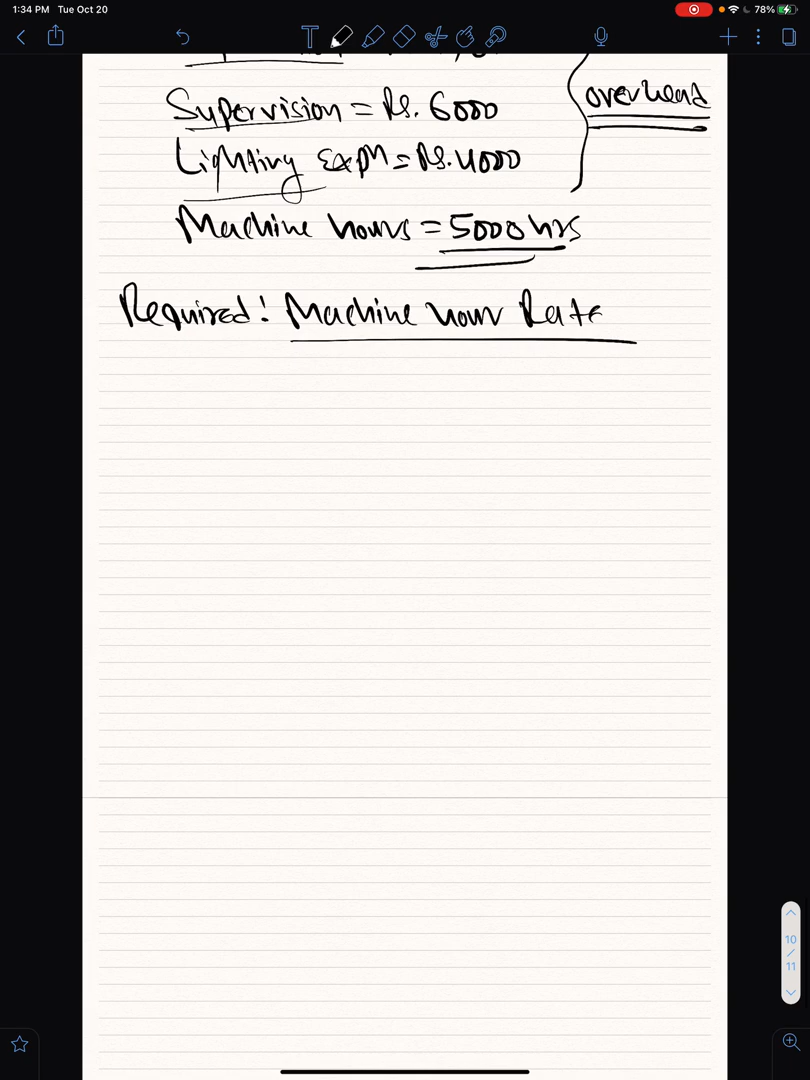 1:34 PM Tue Oct 20
78%
overhead
Supervision = Rs. 6000
Lighting Expn = Rs. 4000
Machine hours = 5000 hrs
Required: Machine hour Rate
10
/
11